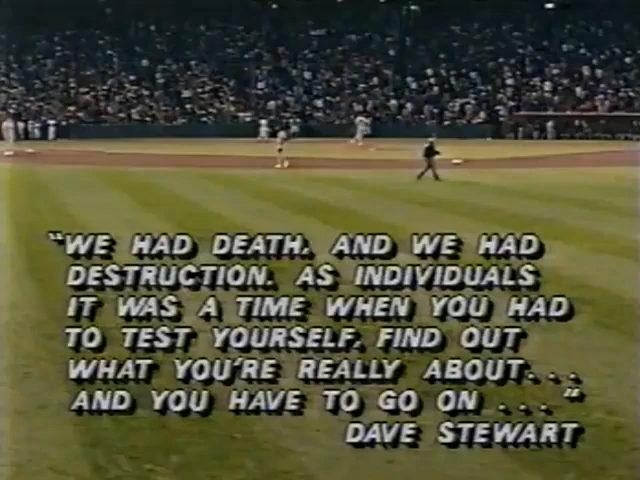 "WE HAD DEATH. AND WE HAD
DESTRUCTION. AS INDIVIDUALS
IT WAS A TIME WHEN YOU HAD
TO TEST YOURSELF. FIND OUT
WHAT YOU'RE REALLY ABOUT...
AND YOU HAVE TO GO ON ..."
DAVE STEWART